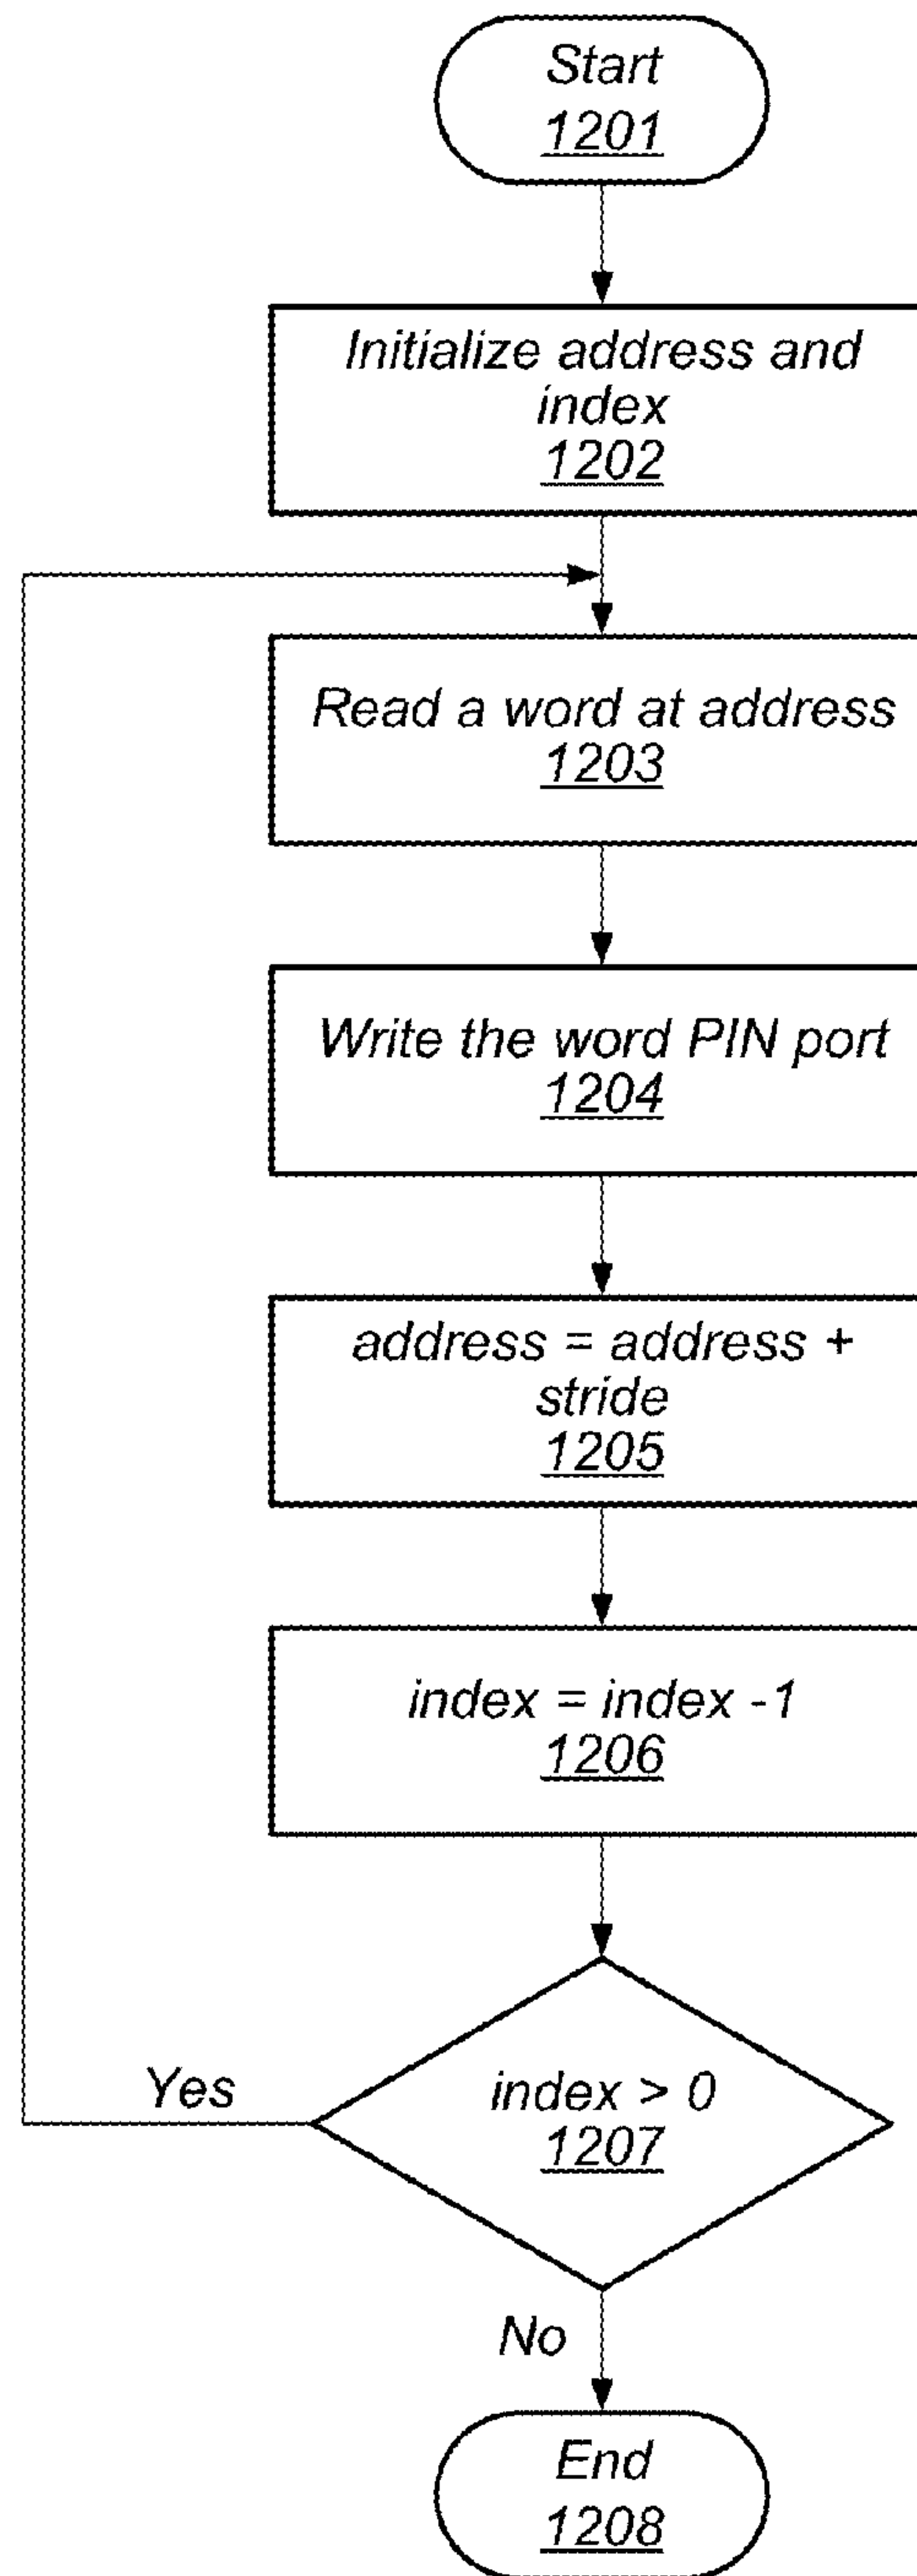 Start
1201
Initialize address and
index
1202
Read a word at address
1203
Write the word PIN port
1204
address = address +
stride
1205
index = index -1
1206
Yes
index > 0
1207
No
End
1208